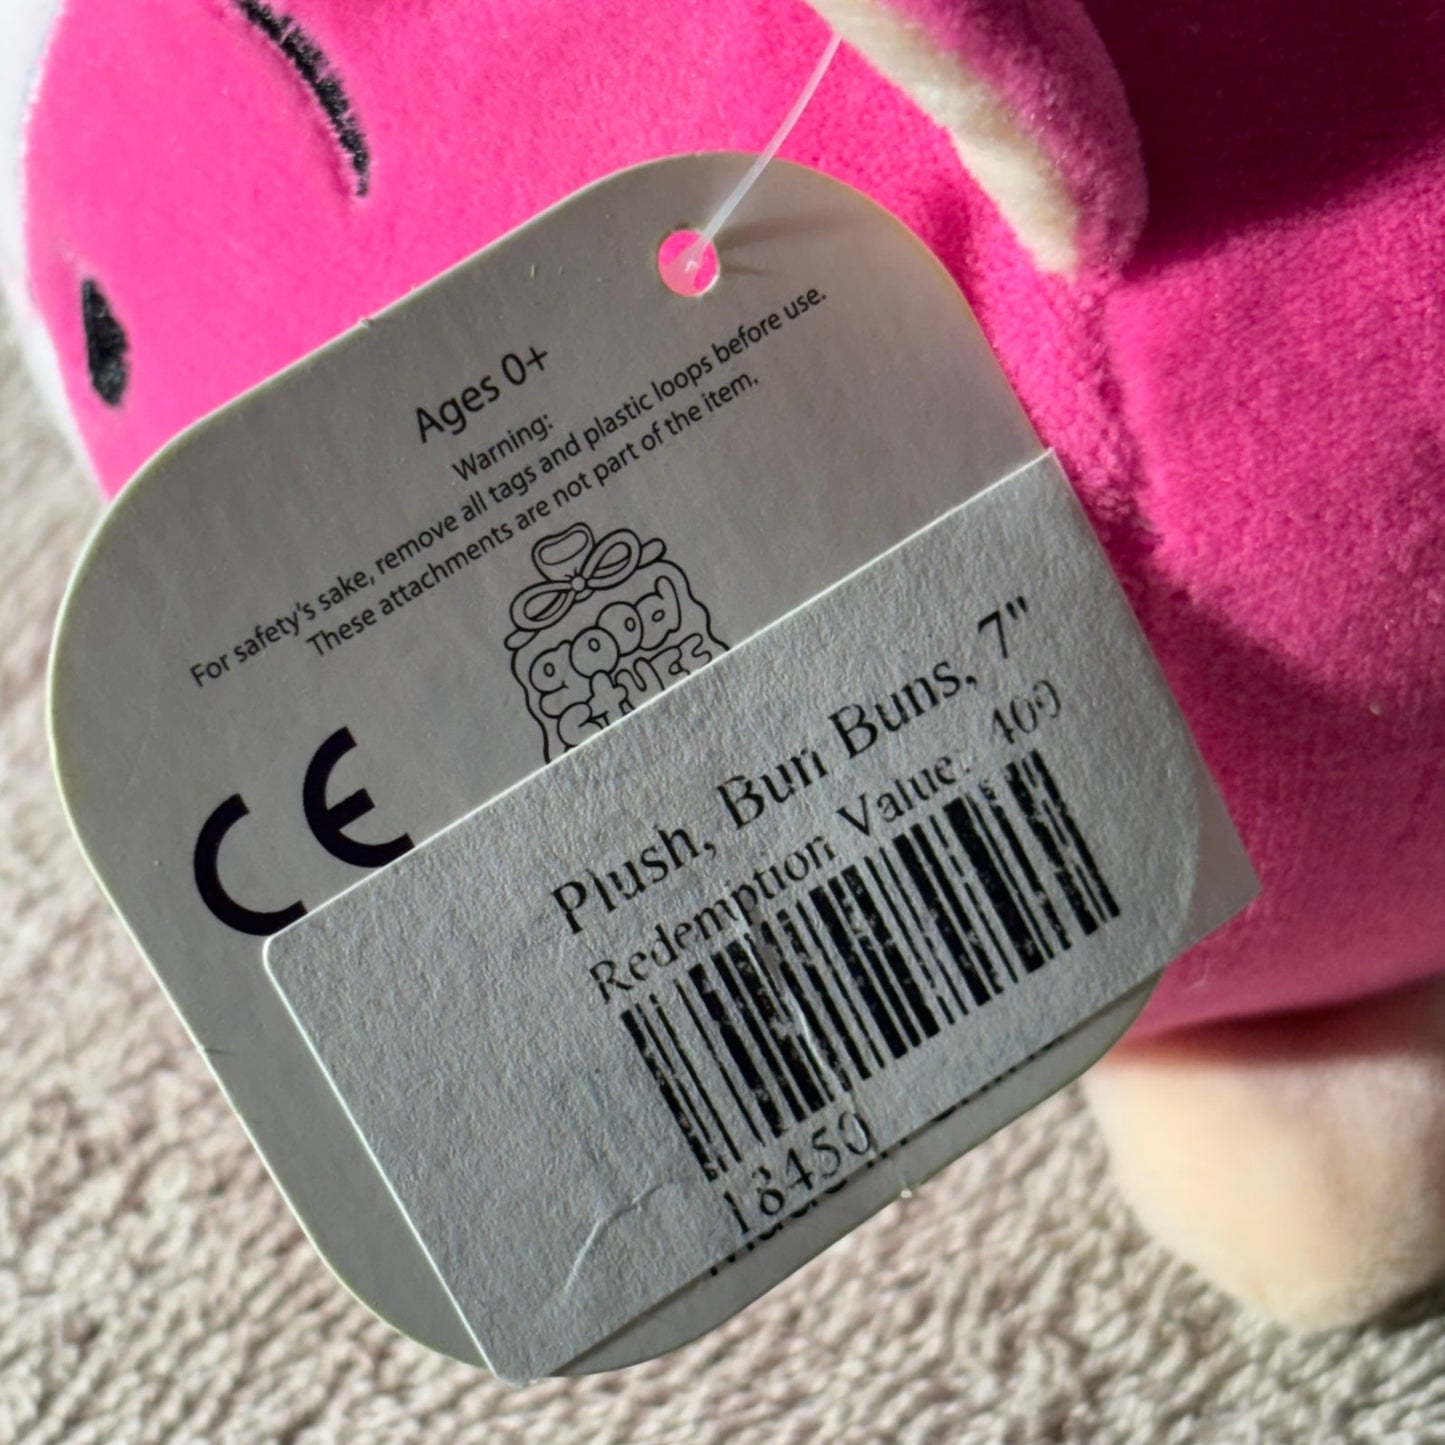 Ages 0+
Warning:
For safety's sake, remove all tags and plastic loops before use.
These attachments are not part of the item.
good
STUFF
CE
Plush, Bun Buns, 7"
Redemption Value: 400
18450